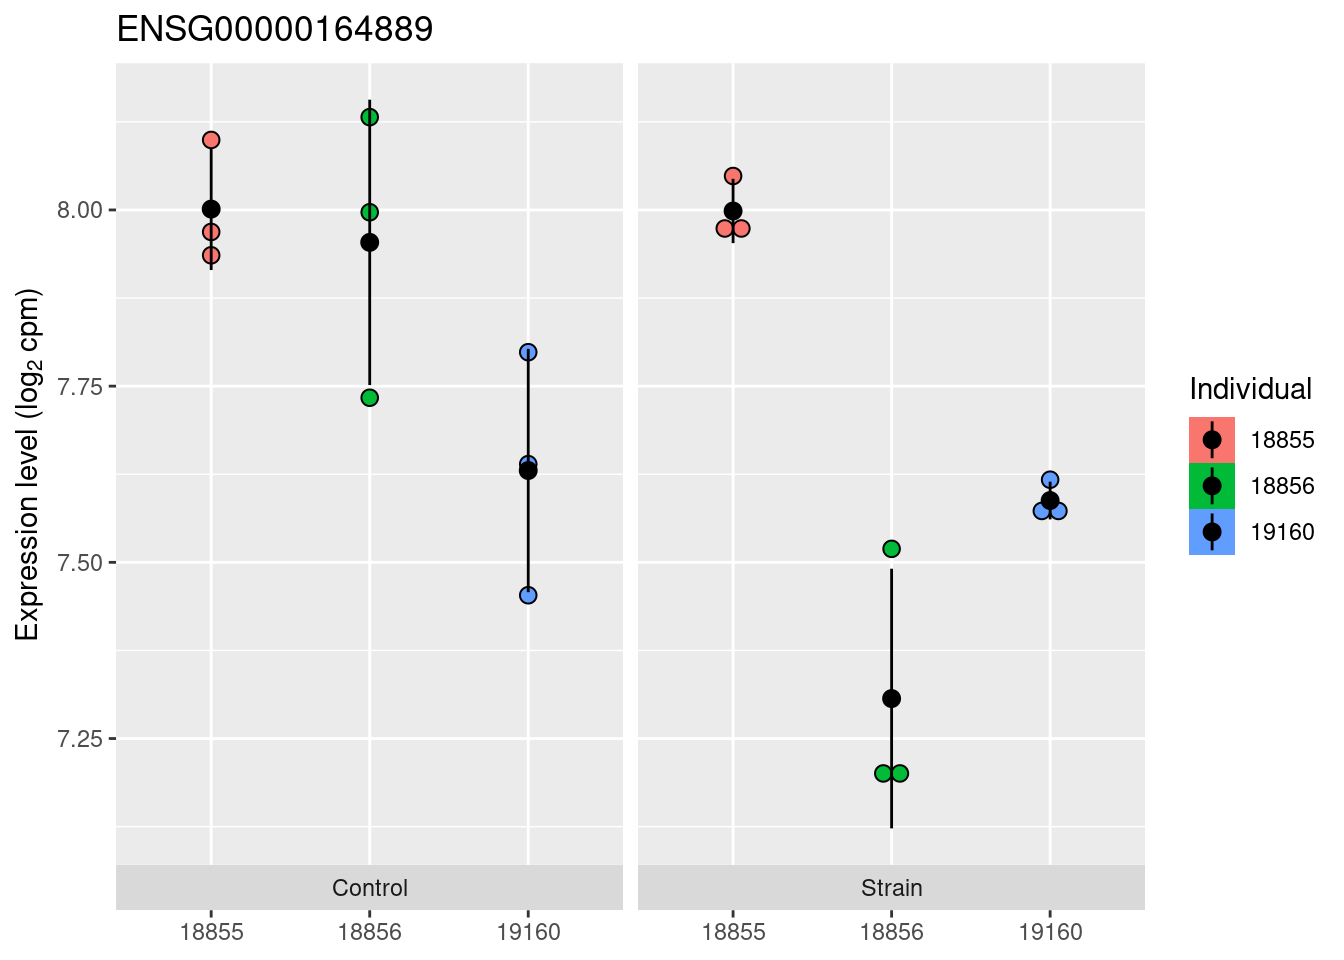 ENSG00000164889
Expression level (log2 cpm)
8.00
7.75
7.50
7.25
Control
Strain
18855
18856
19160
18855
18856
19160
Individual
18855
18856
19160